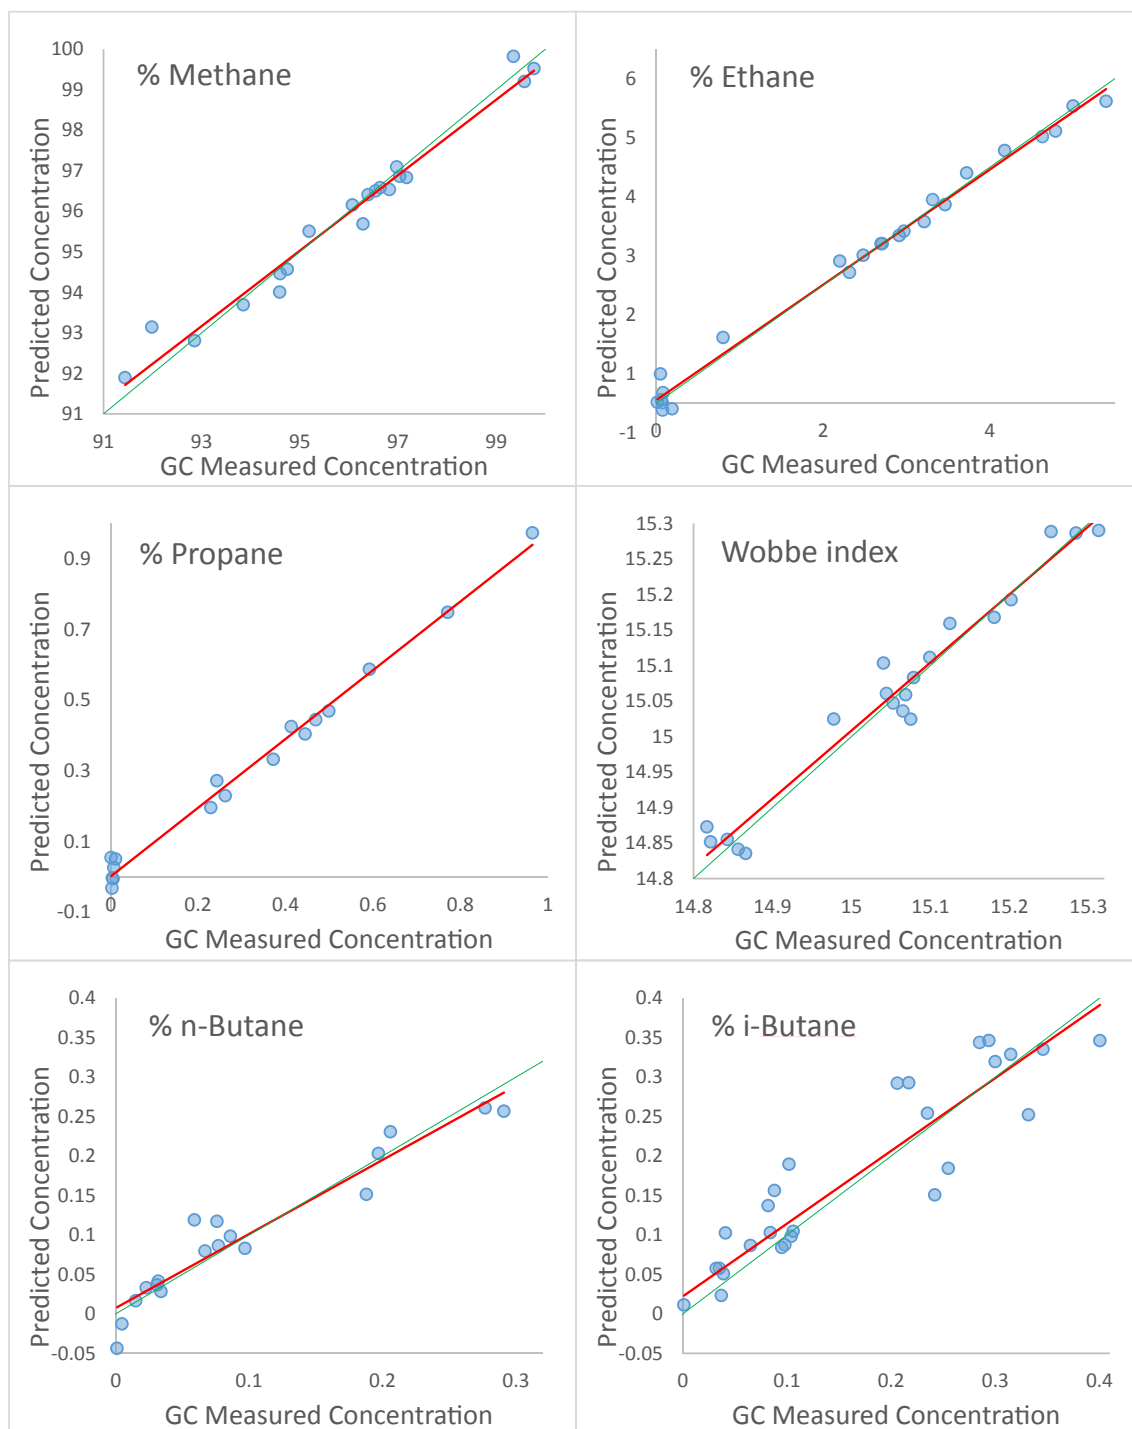 % Methane
100
99
98
97
96
95
94
93
92
91
91 93 95 97 99
Predicted Concentration
GC Measured Concentration
% Ethane
6
5
4
3
2
1
-1
0 2 4
Predicted Concentration
GC Measured Concentration
% Propane
0.9
0.7
0.5
0.3
0.1
-0.1
0 0.2 0.4 0.6 0.8 1
Predicted Concentration
GC Measured Concentration
Wobbe index
15.3
15.25
15.2
15.15
15.1
15.05
15
14.95
14.9
14.85
14.8
14.8 14.9 15 15.1 15.2 15.3
Predicted Concentration
GC Measured Concentration
% n-Butane
0.4
0.35
0.3
0.25
0.2
0.15
0.1
0.05
0
-0.05
0 0.1 0.2 0.3
Predicted Concentration
GC Measured Concentration
% i-Butane
0.4
0.35
0.3
0.25
0.2
0.15
0.1
0.05
0
-0.05
0 0.1 0.2 0.3 0.4
Predicted Concentration
GC Measured Concentration